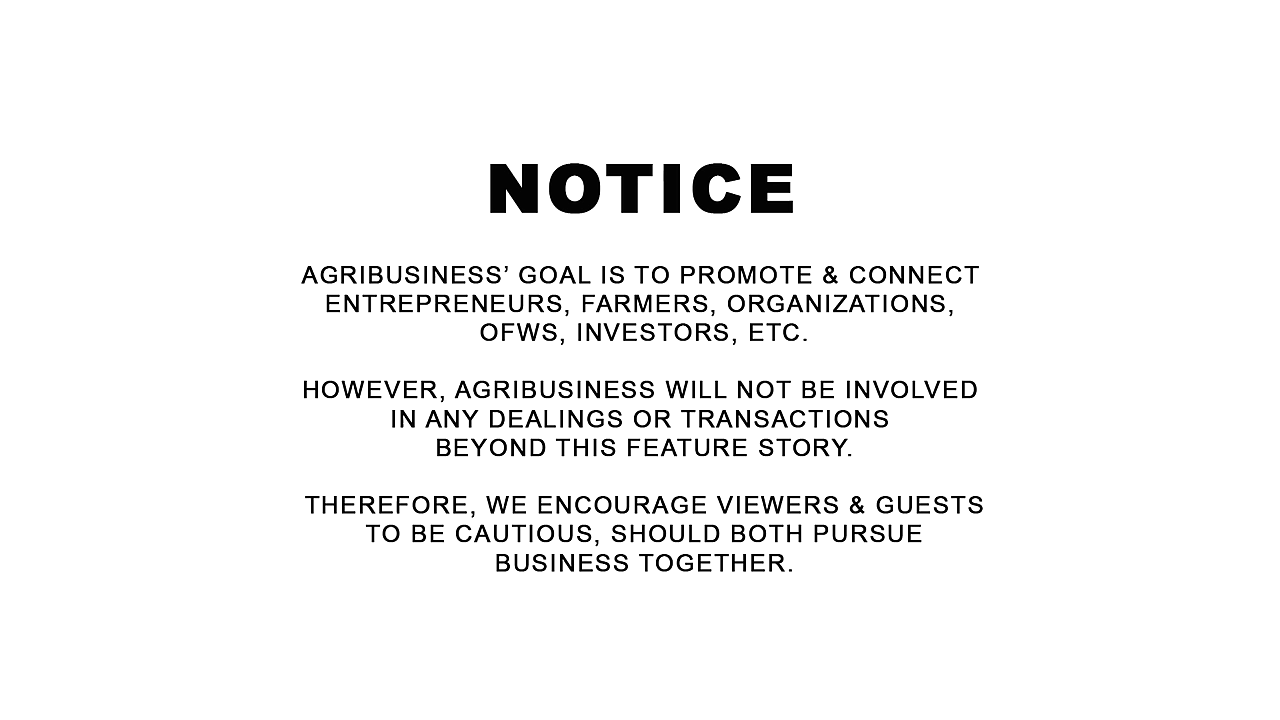 NOTICE
AGRIBUSINESS’ GOAL IS TO PROMOTE & CONNECT
ENTREPRENEURS, FARMERS, ORGANIZATIONS,
OFWS, INVESTORS, ETC.
HOWEVER, AGRIBUSINESS WILL NOT BE INVOLVED
IN ANY DEALINGS OR TRANSACTIONS
BEYOND THIS FEATURE STORY.
THEREFORE, WE ENCOURAGE VIEWERS & GUESTS
TO BE CAUTIOUS, SHOULD BOTH PURSUE
BUSINESS TOGETHER.